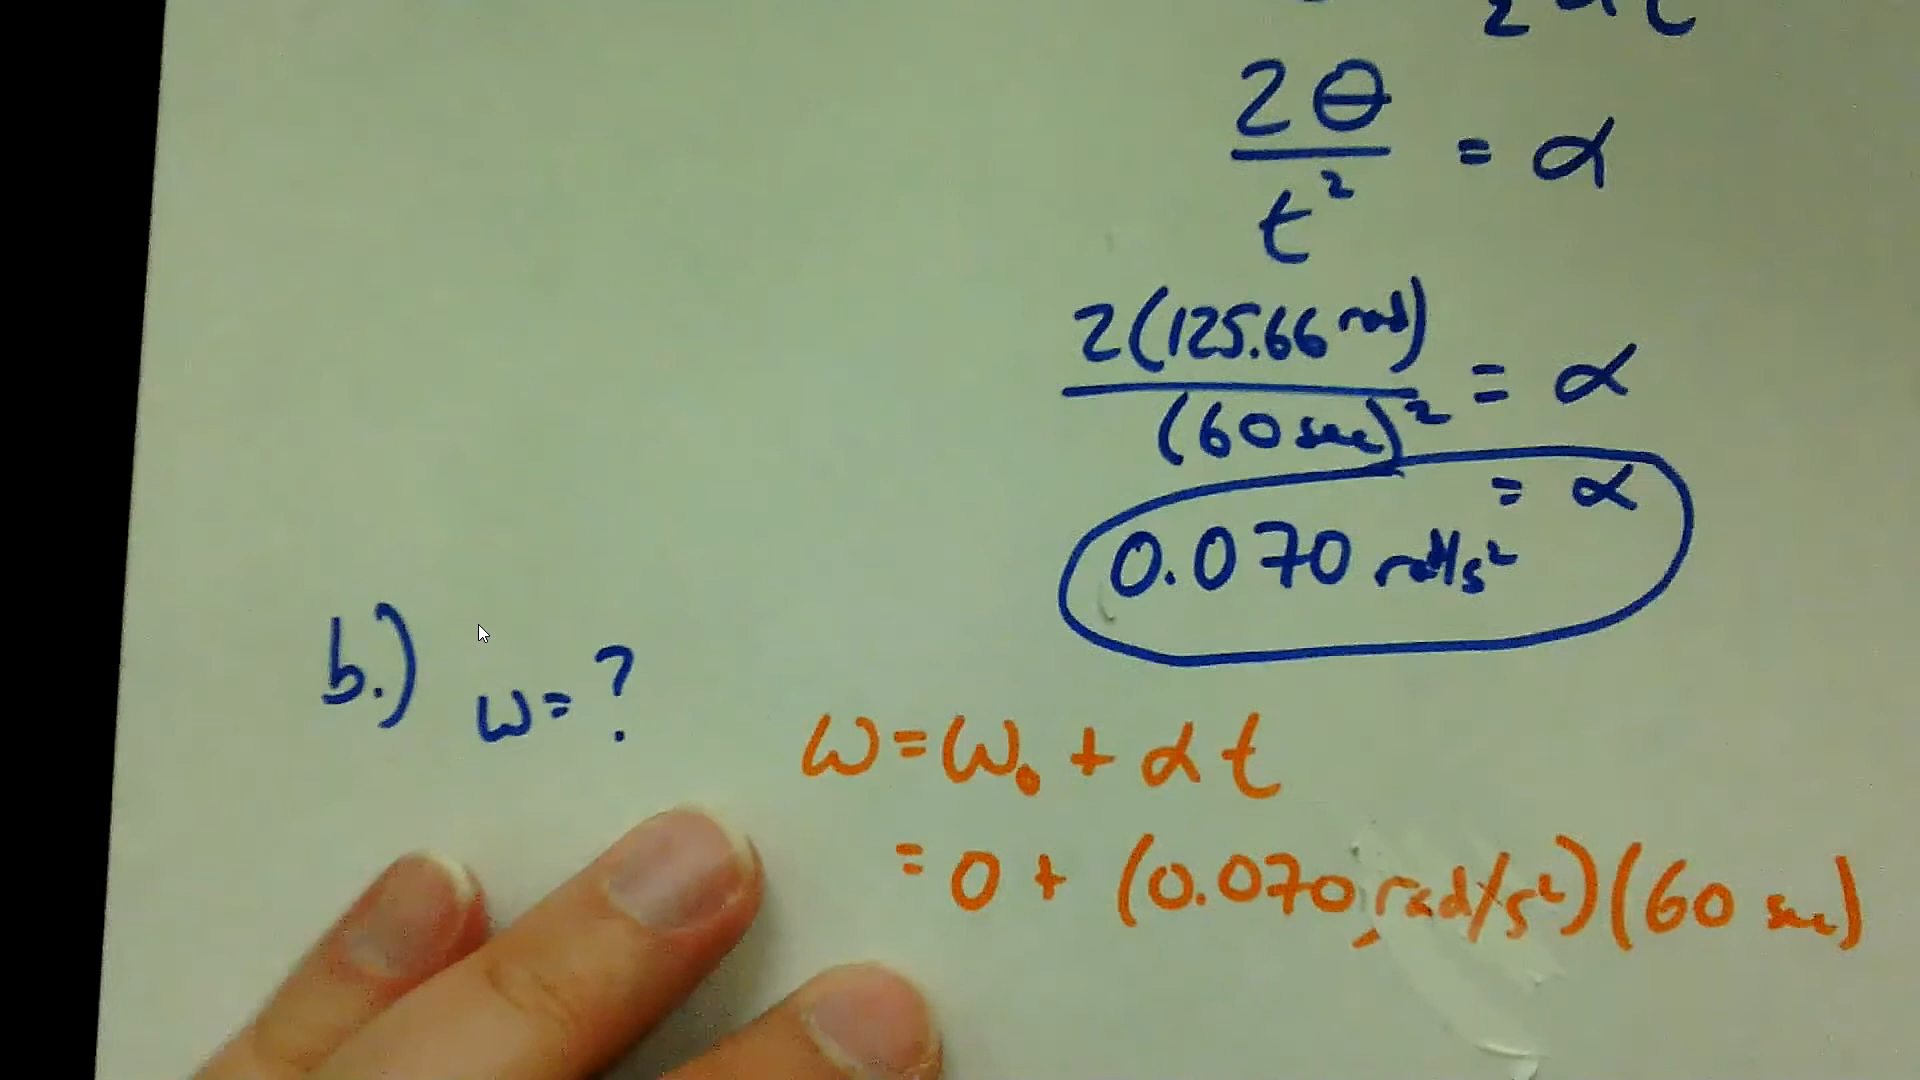 2θ
t² = α
2(125.66 rad)
(60 sec)² = α
= α
0.070 rad/s²
b.) ω = ?
ω = ω₀ + αt
= 0 + (0.070 rad/s²)(60 sec)